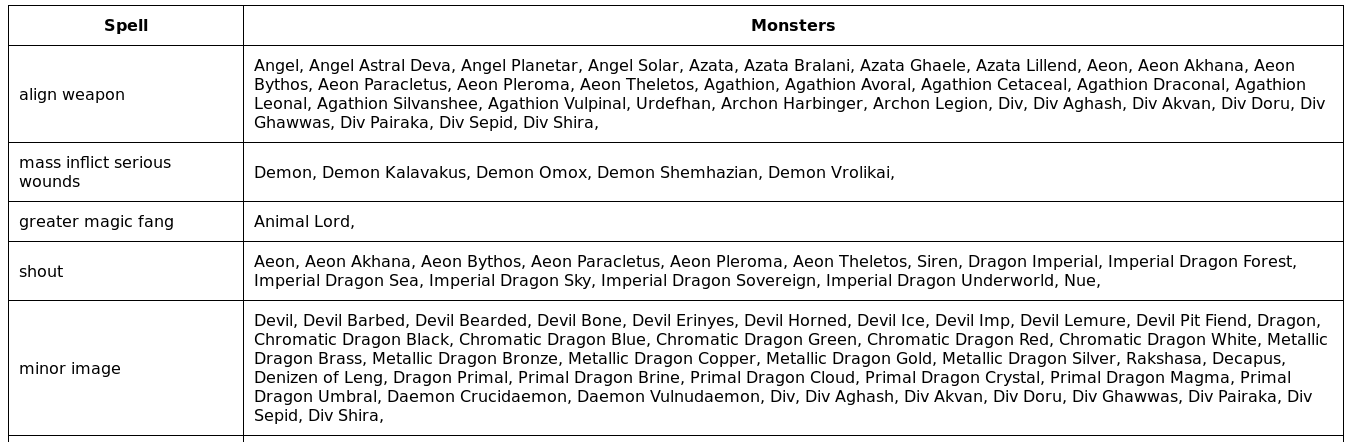 Spell
Monsters
align weapon
Angel, Angel Astral Deva, Angel Planetar, Angel Solar, Azata, Azata Bralani, Azata Ghaele, Azata Lillend, Aeon, Aeon Akhana, Aeon
Bythos, Aeon Paracletus, Aeon Pleroma, Aeon Theletos, Agathion, Agathion Avoral, Agathion Cetaceal, Agathion Draconal, Agathion
Leonal, Agathion Silvanshee, Agathion Vulpinal, Urdefhan, Archon Harbinger, Archon Legion, Div, Div Aghash, Div Akvan, Div Doru, Div
Ghawwas, Div Pairaka, Div Sepid, Div Shira,
mass inflict serious
wounds
Demon, Demon Kalavakus, Demon Omox, Demon Shemhazian, Demon Vrolikai,
greater magic fang
Animal Lord,
shout
Aeon, Aeon Akhana, Aeon Bythos, Aeon Paracletus, Aeon Pleroma, Aeon Theletos, Siren, Dragon Imperial, Imperial Dragon Forest,
Imperial Dragon Sea, Imperial Dragon Sky, Imperial Dragon Sovereign, Imperial Dragon Underworld, Nue,
minor image
Devil, Devil Barbed, Devil Bearded, Devil Bone, Devil Erinyes, Devil Horned, Devil Ice, Devil Imp, Devil Lemure, Devil Pit Fiend, Dragon,
Chromatic Dragon Black, Chromatic Dragon Blue, Chromatic Dragon Green, Chromatic Dragon Red, Chromatic Dragon White, Metallic
Dragon Brass, Metallic Dragon Bronze, Metallic Dragon Copper, Metallic Dragon Gold, Metallic Dragon Silver, Rakshasa, Decapus,
Denizen of Leng, Dragon Primal, Primal Dragon Brine, Primal Dragon Cloud, Primal Dragon Crystal, Primal Dragon Magma, Primal
Dragon Umbral, Daemon Crucidaemon, Daemon Vulnudaemon, Div, Div Aghash, Div Akvan, Div Doru, Div Ghawwas, Div Pairaka, Div
Sepid, Div Shira,